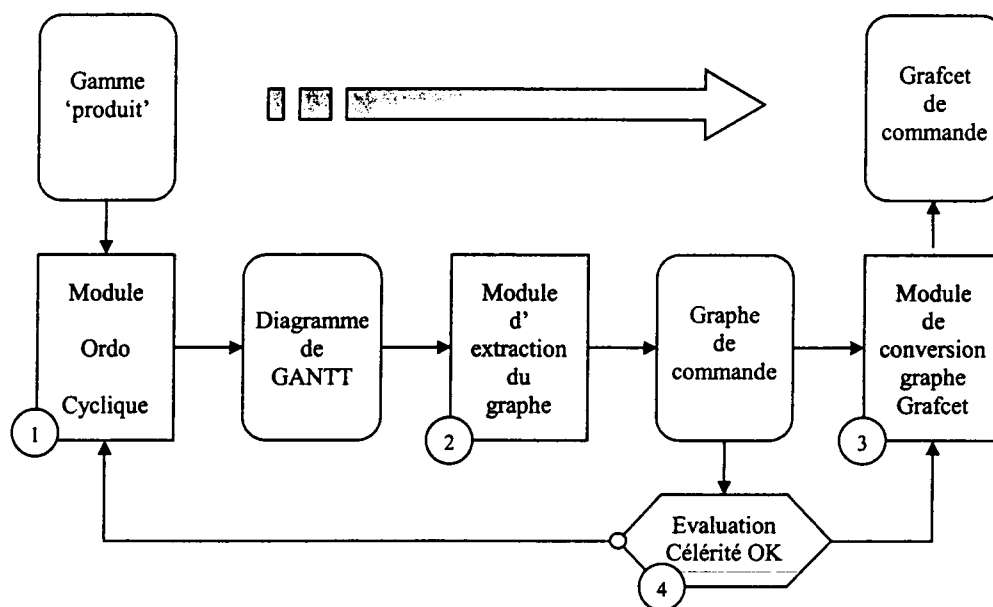 Gamme
‘produit’
Grafcet
de
commande
Module
Ordo
Cyclique
1
Diagramme
de
GANTT
Module
d’
extraction
du
graphe
2
Graphe
de
commande
Module
de
conversion
graphe
Grafcet
3
Evaluation
Célérité OK
4